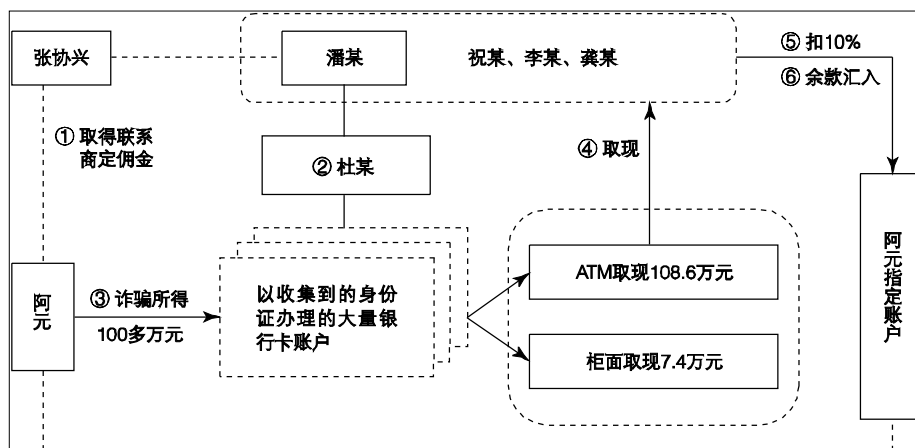 张协兴
潘某
祝某、李某、龚某
⑤ 扣10%
⑥ 余款汇入
① 取得联系
商定佣金
② 杜某
④ 取现
阿元
③ 诈骗所得
100多万元
以收集到的身份
证办理的大量银
行卡账户
ATM取现108.6万元
柜面取现7.4万元
阿元指定账户